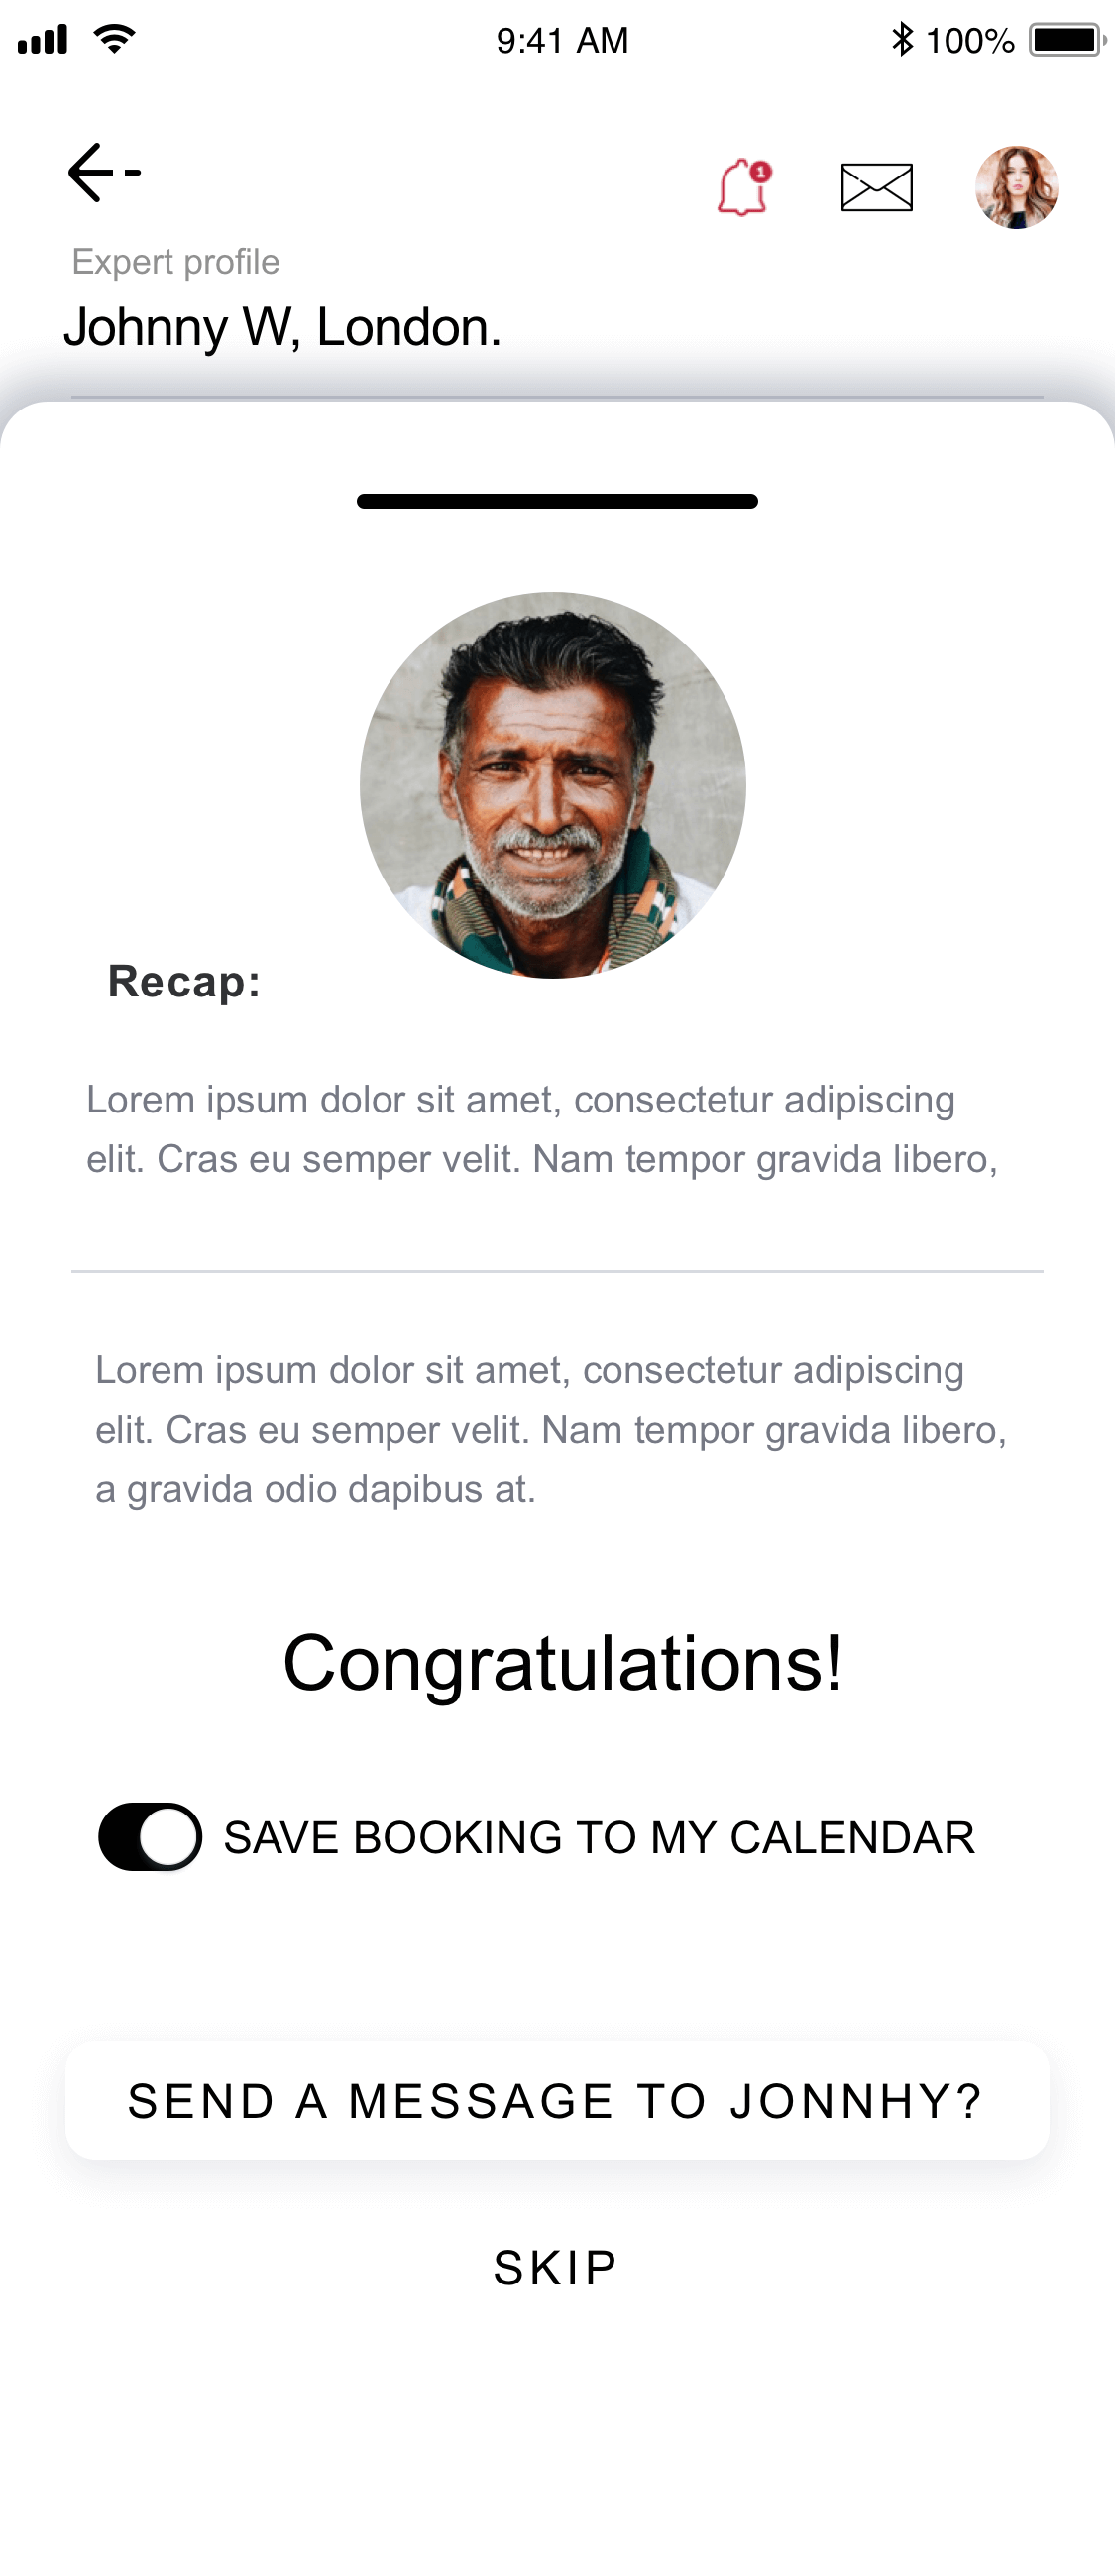 9:41 AM
100%
1
Expert profile
Johnny W, London.
Recap:
Lorem ipsum dolor sit amet, consectetur adipiscing
elit. Cras eu semper velit. Nam tempor gravida libero,
Lorem ipsum dolor sit amet, consectetur adipiscing
elit. Cras eu semper velit. Nam tempor gravida libero,
a gravida odio dapibus at.
Congratulations!
SAVE BOOKING TO MY CALENDAR
SEND A MESSAGE TO JONNHY?
SKIP